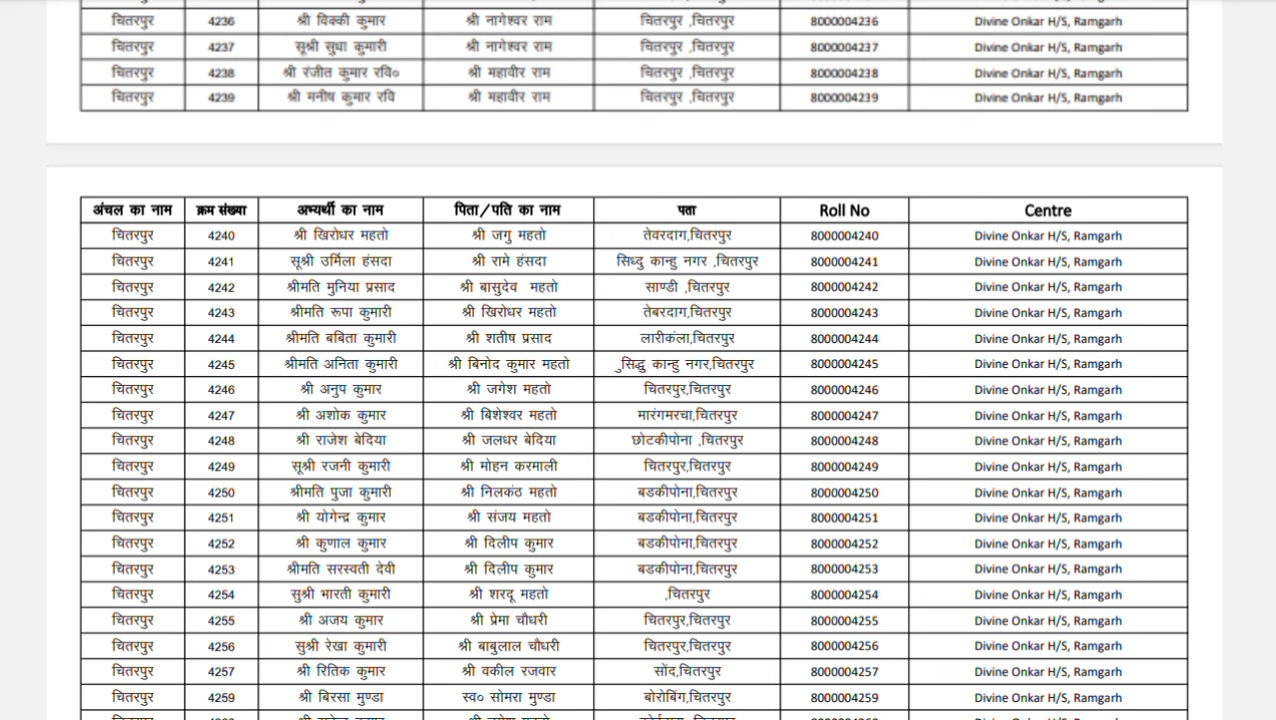 चितरपुर 4236 श्री विक्की कुमार श्री नागेश्वर राम चितरपुर ,चितरपुर 8000004236 Divine Onkar H/S, Ramgarh
चितरपुर 4237 सूश्री सुधा कुमारी श्री नागेश्वर राम चितरपुर ,चितरपुर 8000004237 Divine Onkar H/S, Ramgarh
चितरपुर 4238 श्री रंजीत कुमार रवि० श्री महावीर राम चितरपुर ,चितरपुर 8000004238 Divine Onkar H/S, Ramgarh
चितरपुर 4239 श्री मनीष कुमार रवि श्री महावीर राम चितरपुर ,चितरपुर 8000004239 Divine Onkar H/S, Ramgarh
अंचल का नाम क्रम संख्या अभ्यर्थी का नाम पिता/पति का नाम पता Roll No Centre
चितरपुर 4240 श्री खिरोधर महतो श्री जगु महतो तेवरदाग,चितरपुर 8000004240 Divine Onkar H/S, Ramgarh
चितरपुर 4241 सूश्री उर्मिला हंसदा श्री रामे हंसदा सिध्दु कान्हु नगर ,चितरपुर 8000004241 Divine Onkar H/S, Ramgarh
चितरपुर 4242 श्रीमति मुनिया प्रसाद श्री बासुदेव महतो साण्डी ,चितरपुर 8000004242 Divine Onkar H/S, Ramgarh
चितरपुर 4243 श्रीमति रूपा कुमारी श्री खिरोधर महतो तेबरदाग,चितरपुर 8000004243 Divine Onkar H/S, Ramgarh
चितरपुर 4244 श्रीमति बबिता कुमारी श्री शतीष प्रसाद लारीकंला,चितरपुर 8000004244 Divine Onkar H/S, Ramgarh
चितरपुर 4245 श्रीमति अनिता कुमारी श्री बिनोद कुमार महतो ुसिद्धु कान्हु नगर,चितरपुर 8000004245 Divine Onkar H/S, Ramgarh
चितरपुर 4246 श्री अनुप कुमार श्री जगेश महतो चितरपुर,चितरपुर 8000004246 Divine Onkar H/S, Ramgarh
चितरपुर 4247 श्री अशोक कुमार श्री बिशेश्वर महतो मारंगमरचा,चितरपुर 8000004247 Divine Onkar H/S, Ramgarh
चितरपुर 4248 श्री राजेश बेदिया श्री जलधर बेदिया छोटकीपोना ,चितरपुर 8000004248 Divine Onkar H/S, Ramgarh
चितरपुर 4249 सूश्री रजनी कुमारी श्री मोहन करमाली चितरपुर,चितरपुर 8000004249 Divine Onkar H/S, Ramgarh
चितरपुर 4250 श्रीमति पुजा कुमारी श्री निलकंठ महतो बडकीपोना,चितरपुर 8000004250 Divine Onkar H/S, Ramgarh
चितरपुर 4251 श्री योगेन्द्र कुमार श्री संजय महतो बडकीपोना,चितरपुर 8000004251 Divine Onkar H/S, Ramgarh
चितरपुर 4252 श्री कुणाल कुमार श्री दिलीप कुमार बडकीपोना,चितरपुर 8000004252 Divine Onkar H/S, Ramgarh
चितरपुर 4253 श्रीमति सरस्वती देवी श्री दिलीप कुमार बडकीपोना,चितरपुर 8000004253 Divine Onkar H/S, Ramgarh
चितरपुर 4254 सुश्री भारती कुमारी श्री शरदू महतो ,चितरपुर 8000004254 Divine Onkar H/S, Ramgarh
चितरपुर 4255 श्री अजय कुमार श्री प्रेमा चौधरी चितरपुर,चितरपुर 8000004255 Divine Onkar H/S, Ramgarh
चितरपुर 4256 सुश्री रेखा कुमारी श्री बाबुलाल चौधरी चितरपुर,चितरपुर 8000004256 Divine Onkar H/S, Ramgarh
चितरपुर 4257 श्री रितिक कुमार श्री वकील रजवार सोंद,चितरपुर 8000004257 Divine Onkar H/S, Ramgarh
चितरपुर 4259 श्री बिरसा मुण्डा स्व० सोमरा मुण्डा बोरोबिंग,चितरपुर 8000004259 Divine Onkar H/S, Ramgarh